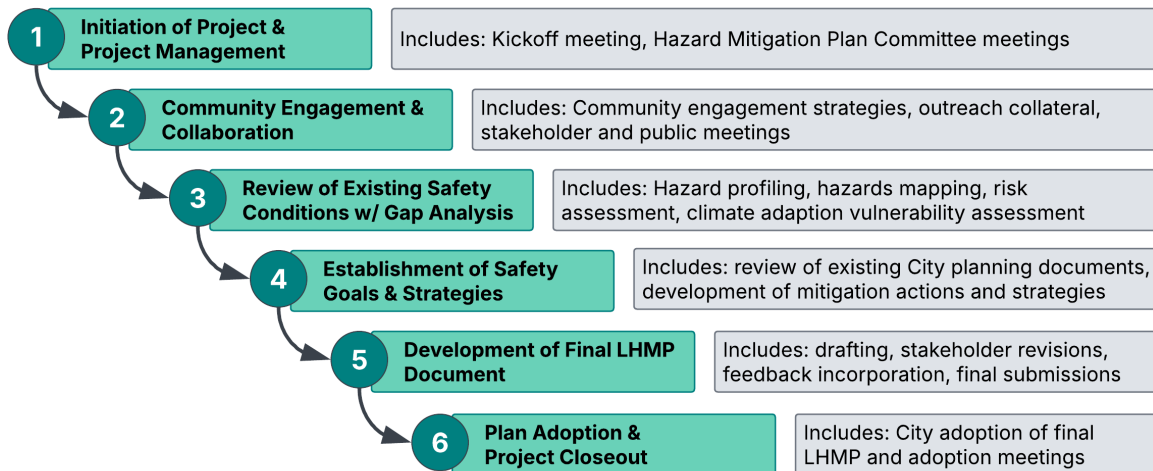 1
Initiation of Project &
Project Management
Includes: Kickoff meeting, Hazard Mitigation Plan Committee meetings
2
Community Engagement &
Collaboration
Includes: Community engagement strategies, outreach collateral,
stakeholder and public meetings
3
Review of Existing Safety
Conditions w/ Gap Analysis
Includes: Hazard profiling, hazards mapping, risk
assessment, climate adaption vulnerability assessment
4
Establishment of Safety
Goals & Strategies
Includes: review of existing City planning documents,
development of mitigation actions and strategies
5
Development of Final LHMP
Document
Includes: drafting, stakeholder revisions,
feedback incorporation, final submissions
6
Plan Adoption &
Project Closeout
Includes: City adoption of final
LHMP and adoption meetings